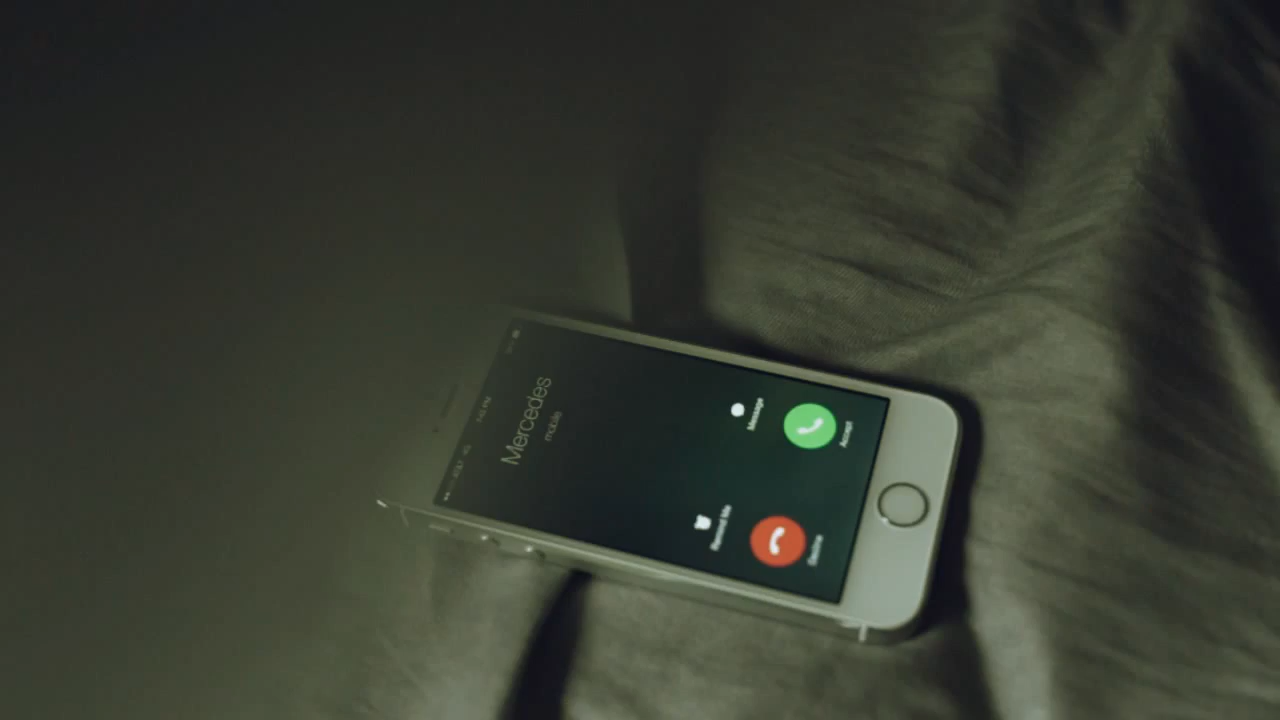 Mercedes
mobile
Remind Me
Message
Decline
Accept